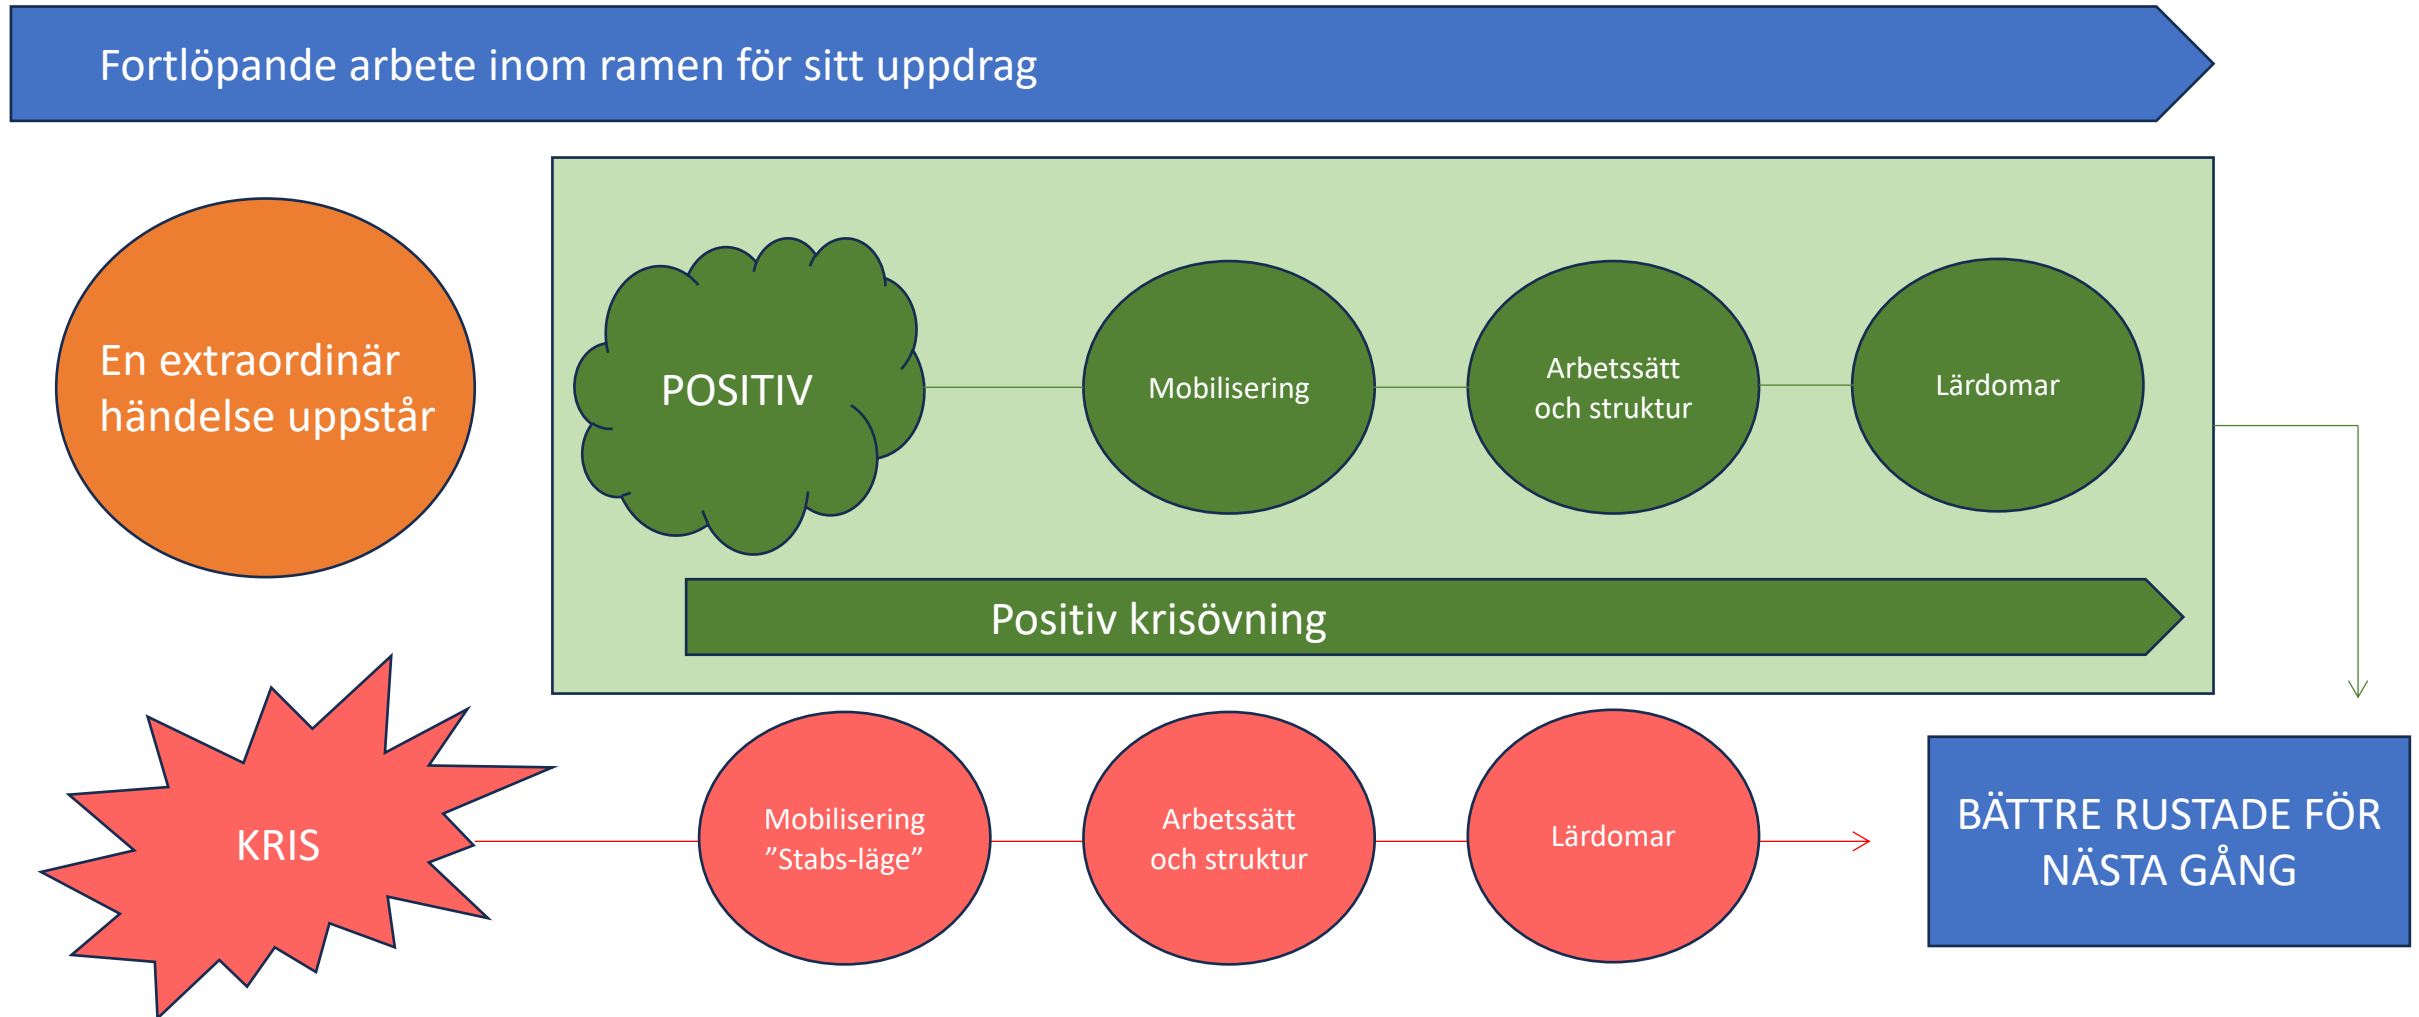 Fortlöpande arbete inom ramen för sitt uppdrag
En extraordinär
händelse uppstår
POSITIV
Mobilisering
Arbetssätt
och struktur
Lärdomar
Positiv krisövning
KRIS
Mobilisering
”Stabs-läge”
Arbetssätt
och struktur
Lärdomar
BÄTTRE RUSTADE FÖR
NÄSTA GÅNG